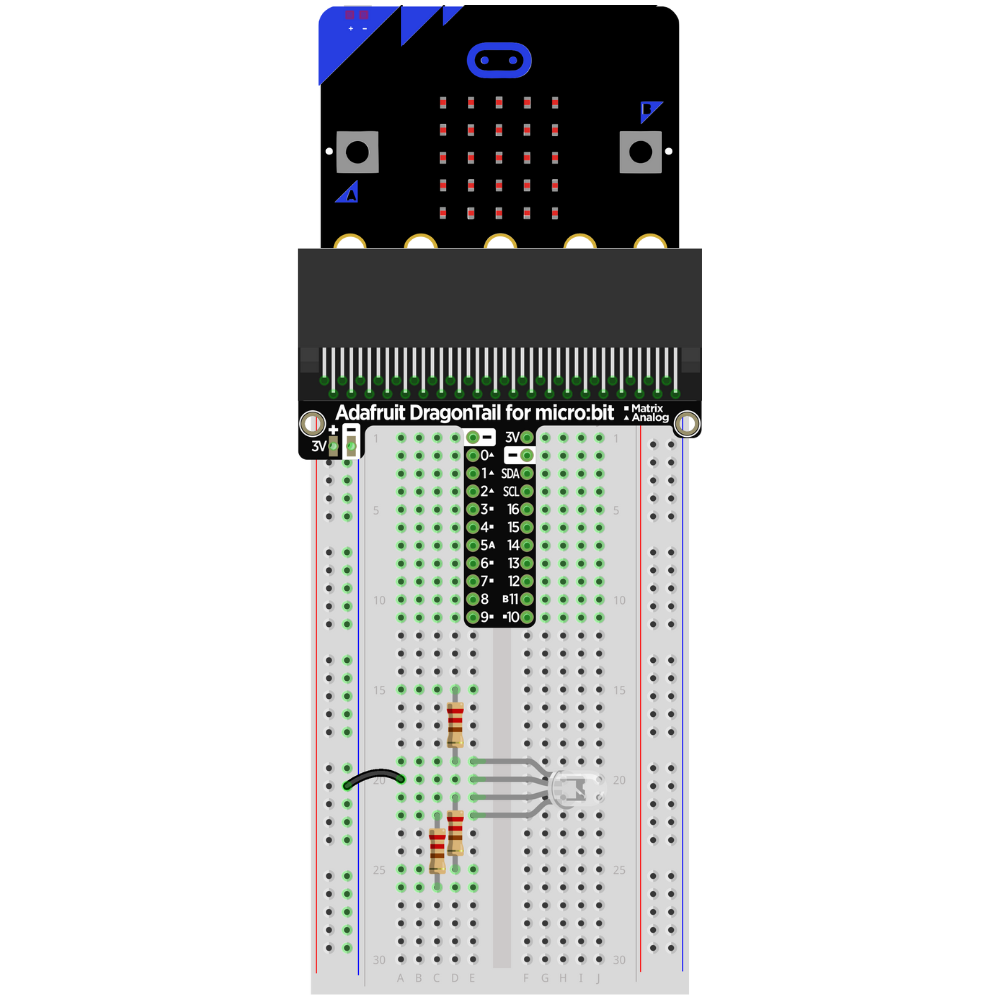 + -
B
A
Adafruit DragonTail for micro:bit ▪Matrix
▲Analog
+ -
3V
1 - 3V 1
0▲ -
1▲ SDA
2▲ SCL
5 3▪ 16 5
4▪ 15
5A 14
6▪ 13
7▪ 12
10 8 B11 10
9▪ ▪10
15 15
20 20
25 25
30 30
A B C D E F G H I J